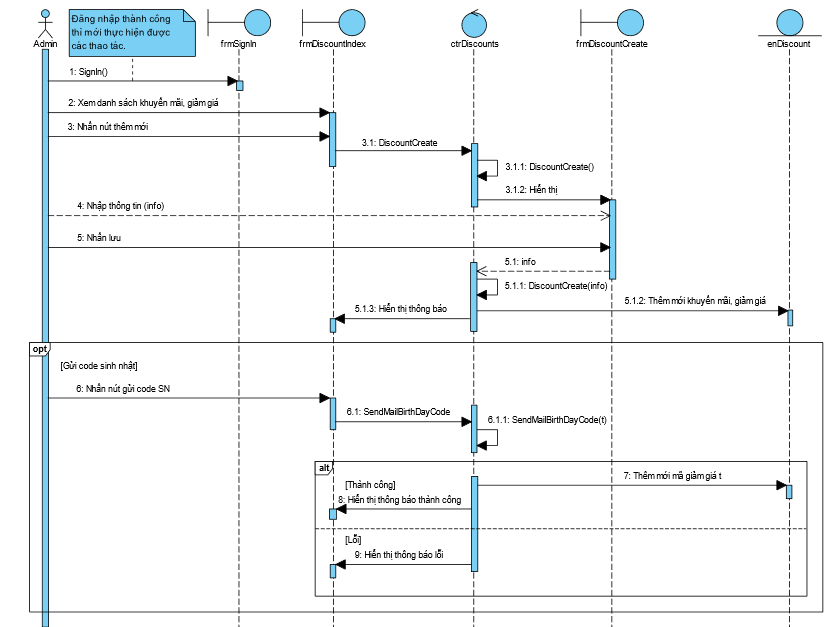 Đăng nhập thành công
thì mới thực hiện được
các thao tác.
Admin
frmSignIn
frmDiscountIndex
ctrDiscounts
frmDiscountCreate
enDiscount
1: SignIn()
2: Xem danh sách khuyến mãi, giảm giá
3: Nhấn nút thêm mới
3.1: DiscountCreate
3.1.1: DiscountCreate()
3.1.2: Hiển thị
4: Nhập thông tin (info)
5: Nhấn lưu
5.1: info
5.1.1: DiscountCreate(info)
5.1.2: Thêm mới khuyến mãi, giảm giá
5.1.3: Hiển thị thông báo
opt
[Gửi code sinh nhật]
6: Nhấn nút gửi code SN
6.1: SendMailBirthDayCode
6.1.1: SendMailBirthDayCode(t)
alt
[Thành công]
7: Thêm mới mã giảm giá t
8: Hiển thị thông báo thành công
[Lỗi]
9: Hiển thị thông báo lỗi